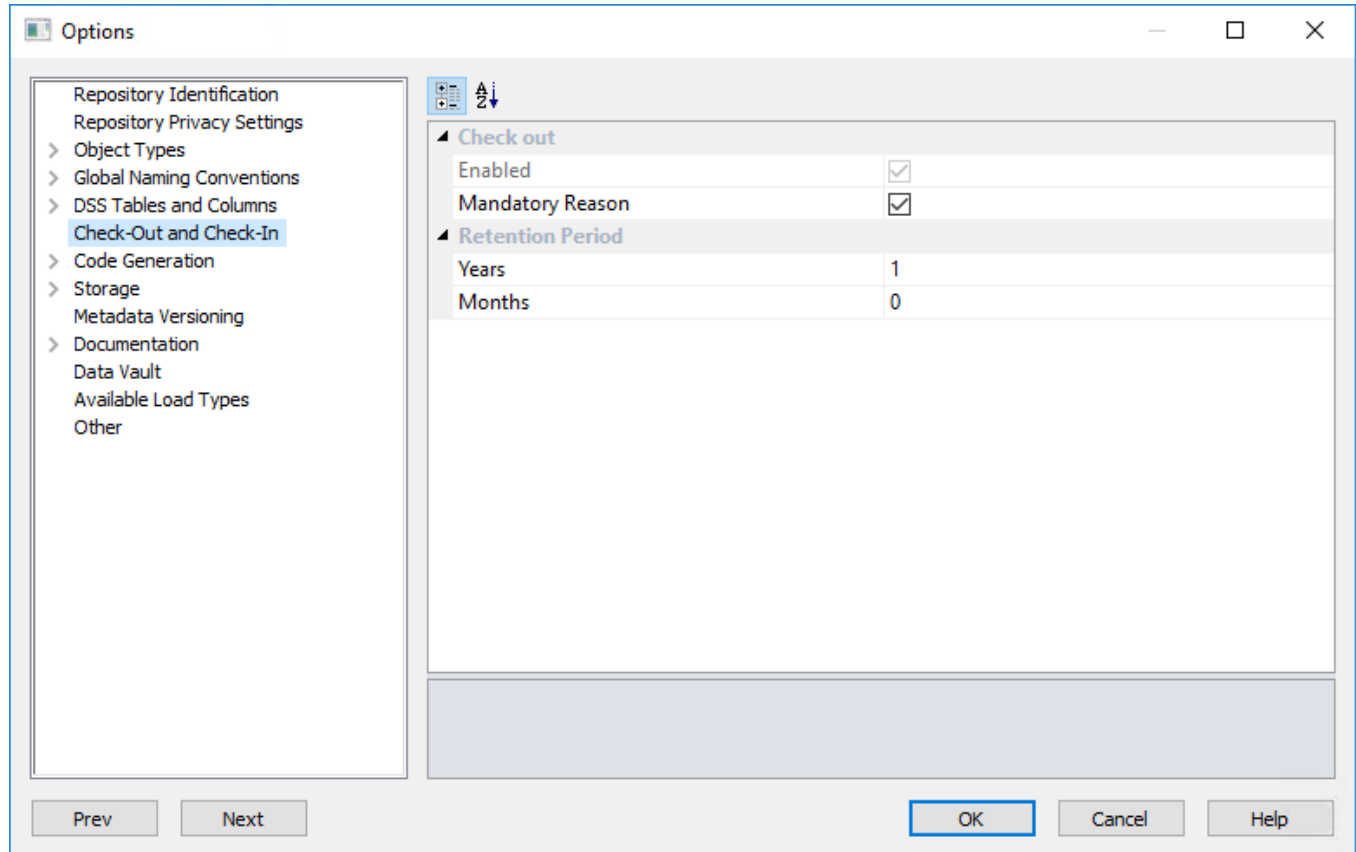 Options
Repository Identification
Repository Privacy Settings
Object Types
Global Naming Conventions
DSS Tables and Columns
Check-Out and Check-In
Code Generation
Storage
Metadata Versioning
Documentation
Data Vault
Available Load Types
Other
A
Z
Check out
Enabled
Mandatory Reason
Retention Period
Years 1
Months 0
Prev Next OK Cancel Help